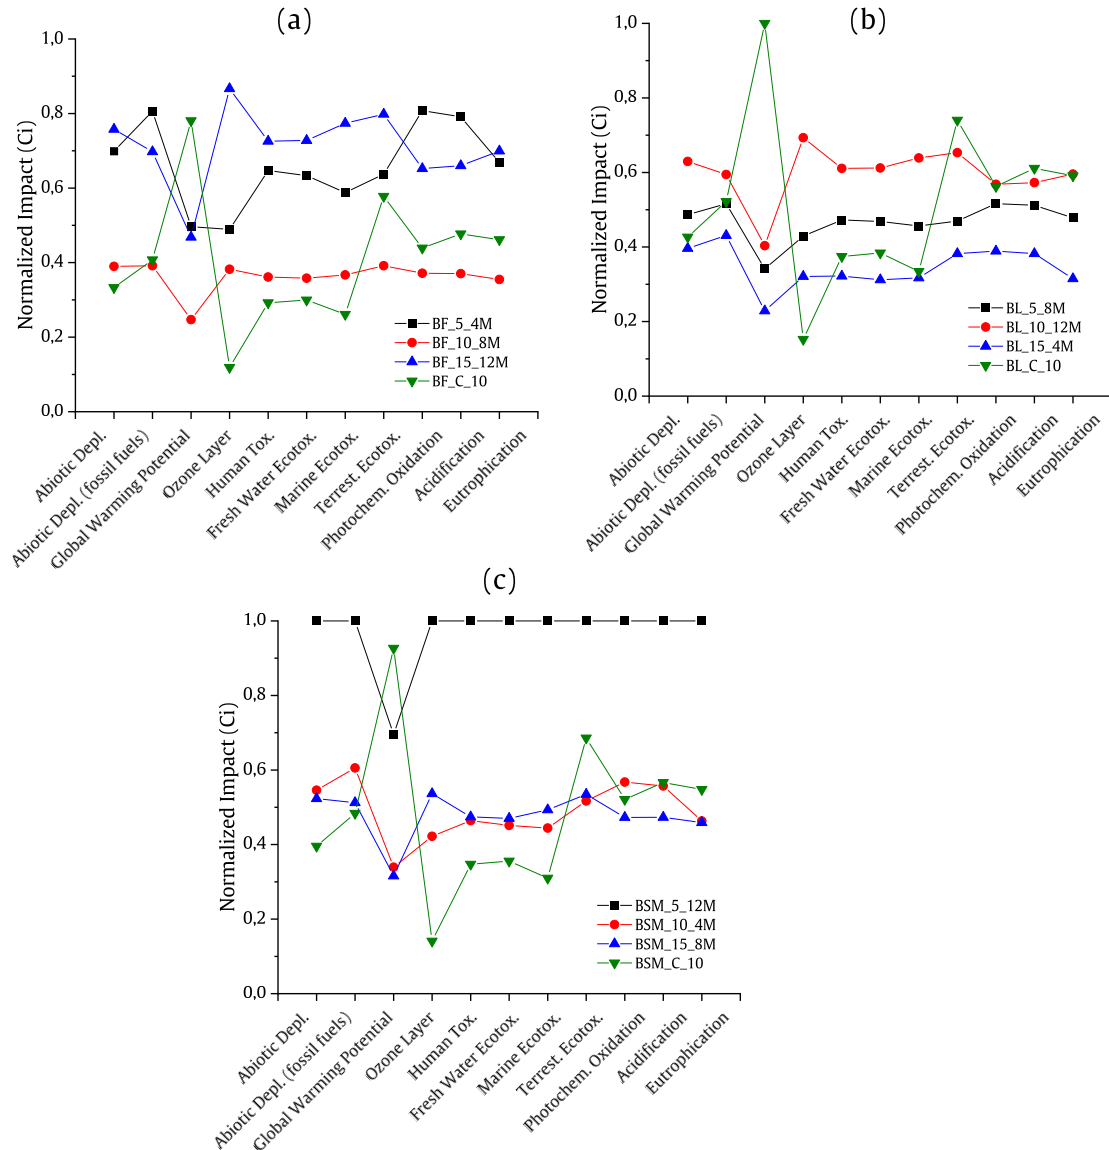 (a)
1,0
0,8
0,6
0,4
0,2
0,0
Normalized Impact (Ci)
BF_5_4M
BF_10_8M
BF_15_12M
BF_C_10
Abiotic Depl.
Abiotic Depl. (fossil fuels)
Global Warming Potential
Ozone Layer
Human Tox.
Fresh Water Ecotox.
Marine Ecotox.
Terrest. Ecotox.
Photochem. Oxidation
Acidification
Eutrophication
(b)
1,0
0,8
0,6
0,4
0,2
0,0
Normalized Impact (Ci)
BL_5_8M
BL_10_12M
BL_15_4M
BL_C_10
Abiotic Depl.
Abiotic Depl. (fossil fuels)
Global Warming Potential
Ozone Layer
Human Tox.
Fresh Water Ecotox.
Marine Ecotox.
Terrest. Ecotox.
Photochem. Oxidation
Acidification
Eutrophication
(c)
1,0
0,8
0,6
0,4
0,2
0,0
Normalized Impact (Ci)
BSM_5_12M
BSM_10_4M
BSM_15_8M
BSM_C_10
Abiotic Depl.
Abiotic Depl. (fossil fuels)
Global Warming Potential
Ozone Layer
Human Tox.
Fresh Water Ecotox.
Marine Ecotox.
Terrest. Ecotox.
Photochem. Oxidation
Acidification
Eutrophication